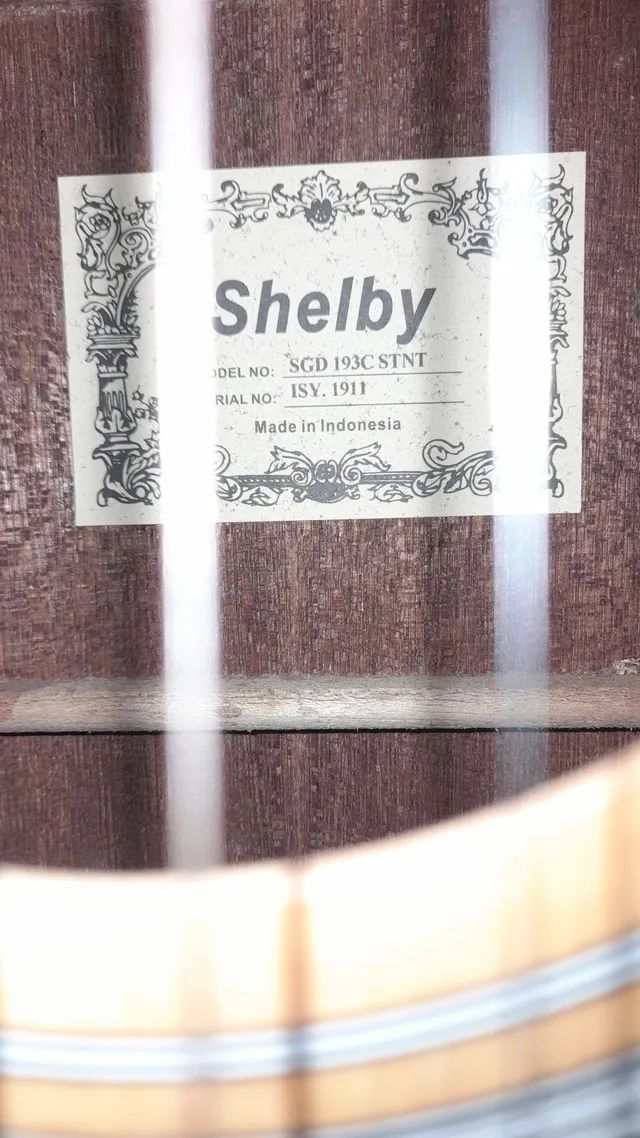 Shelby
ODEL NO: SGD 193C STNT
RIAL NO: ISY. 1911
Made in Indonesia